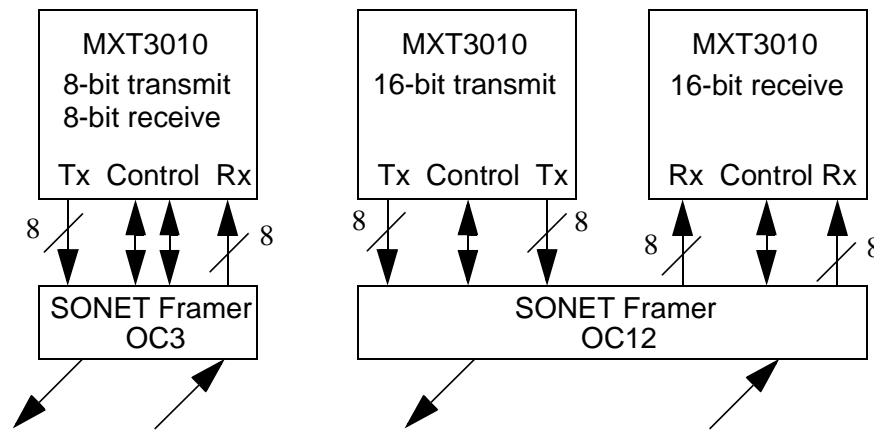 MXT3010
8-bit transmit
8-bit receive
Tx Control Rx
8
8
SONET Framer
OC3
MXT3010
16-bit transmit
Tx Control Tx
8
8
MXT3010
16-bit receive
Rx Control Rx
8
8
SONET Framer
OC12